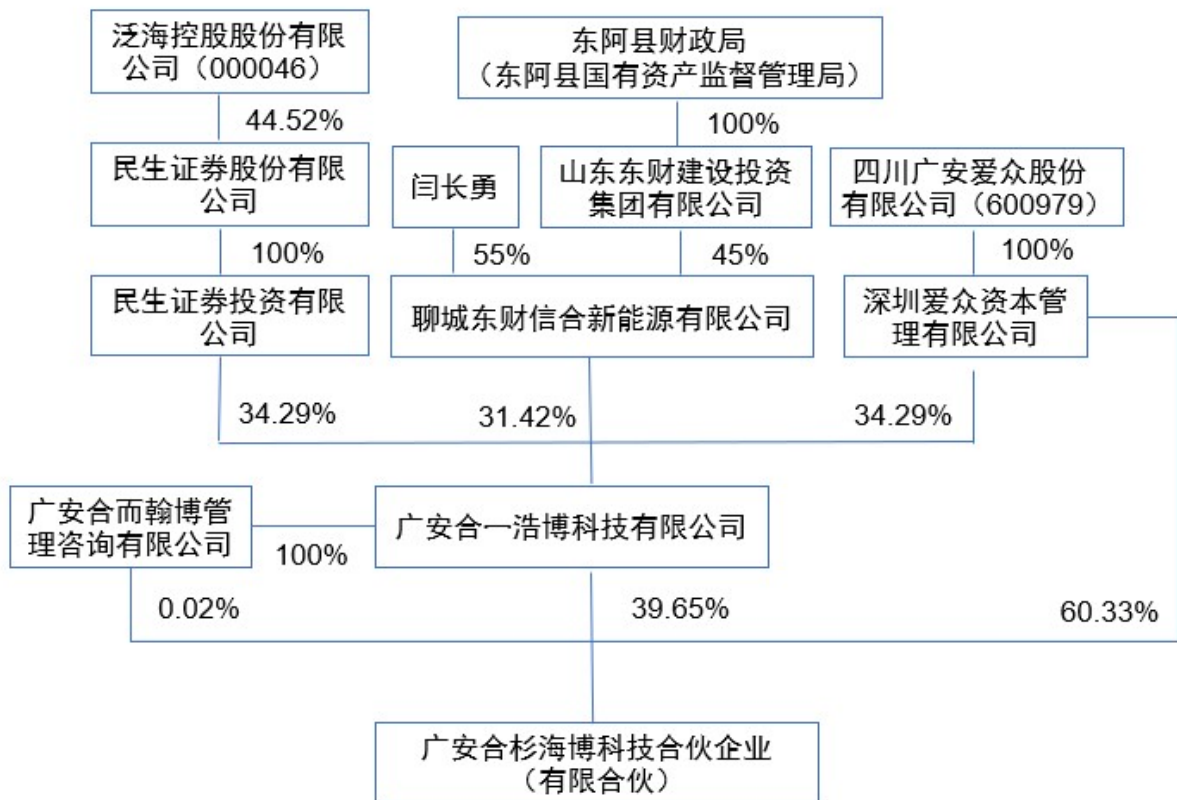 泛海控股股份有限
公司（000046）
东阿县财政局
（东阿县国有资产监督管理局）
44.52%
100%
民生证券股份有限
公司
闫长勇
山东东财建设投资
集团有限公司
四川广安爱众股份
有限公司（600979）
100%
55%
45%
100%
民生证券投资有限
公司
聊城东财信合新能源有限公司
深圳爱众资本管
理有限公司
34.29%
31.42%
34.29%
广安合而翰博管
理咨询有限公司
100%
广安合一浩博科技有限公司
0.02%
39.65%
60.33%
广安合杉海博科技合伙企业
（有限合伙）